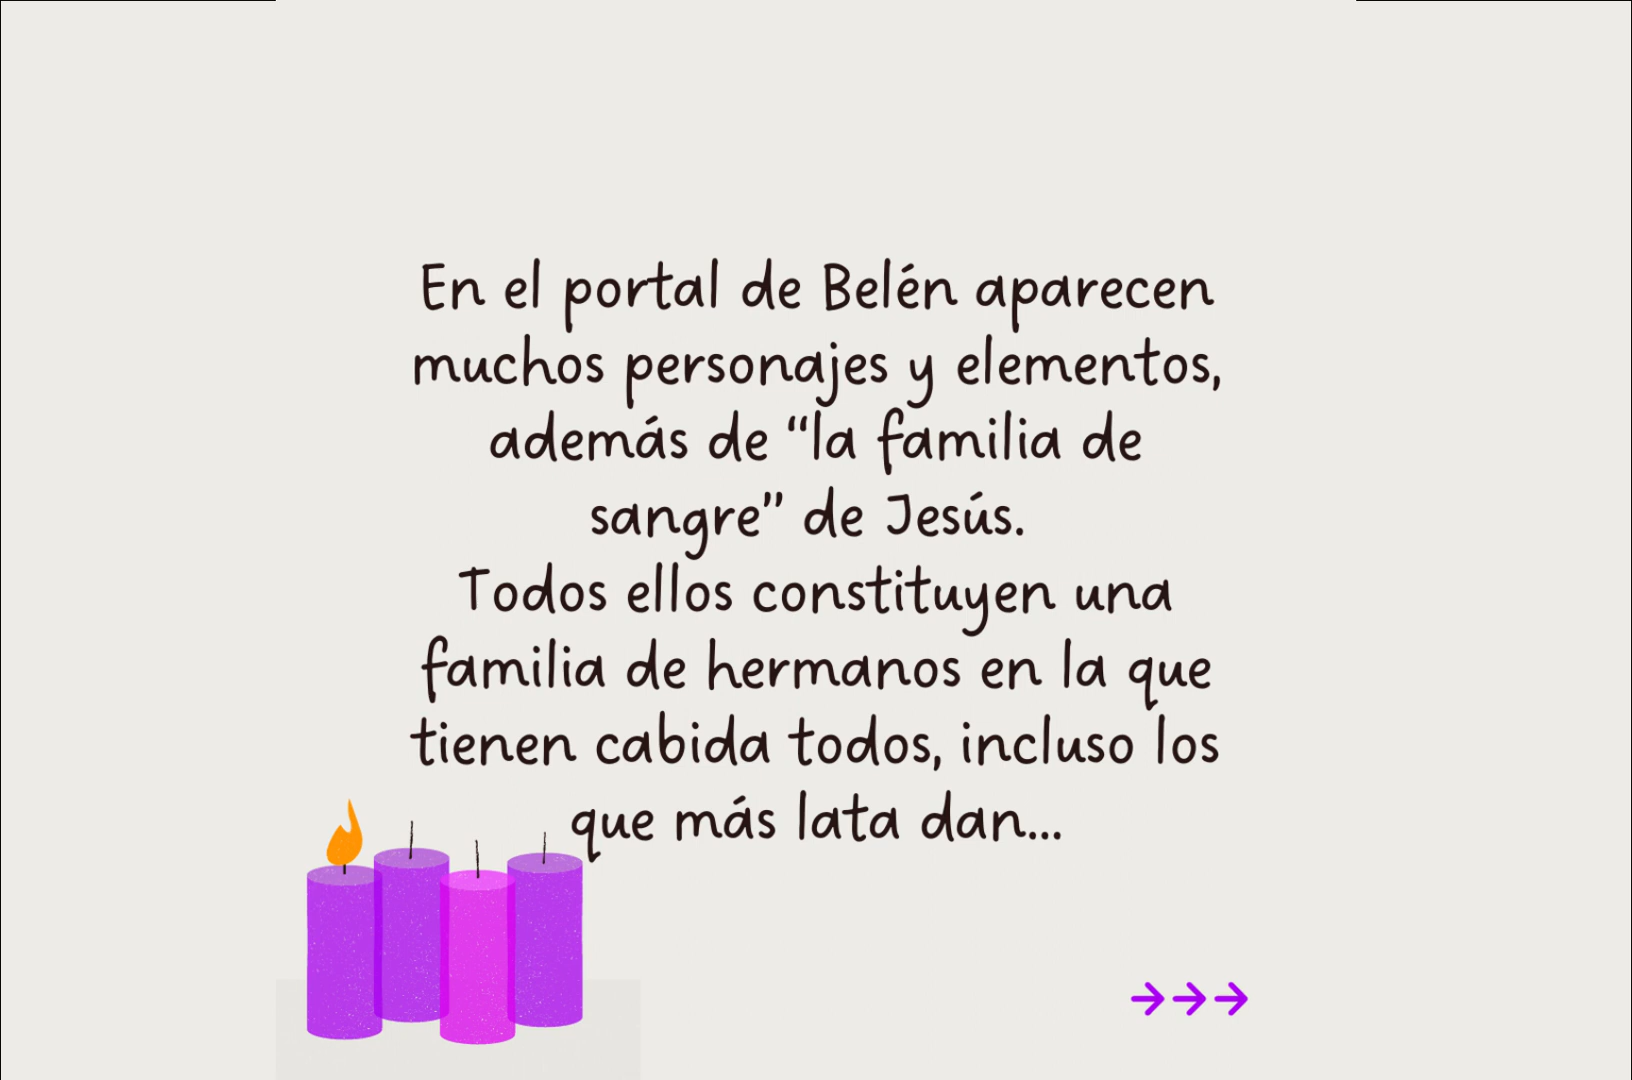 En el portal de Belén aparecen
muchos personajes y elementos,
además de “la familia de
sangre” de Jesús.
Todos ellos constituyen una
familia de hermanos en la que
tienen cabida todos, incluso los
que más lata dan...